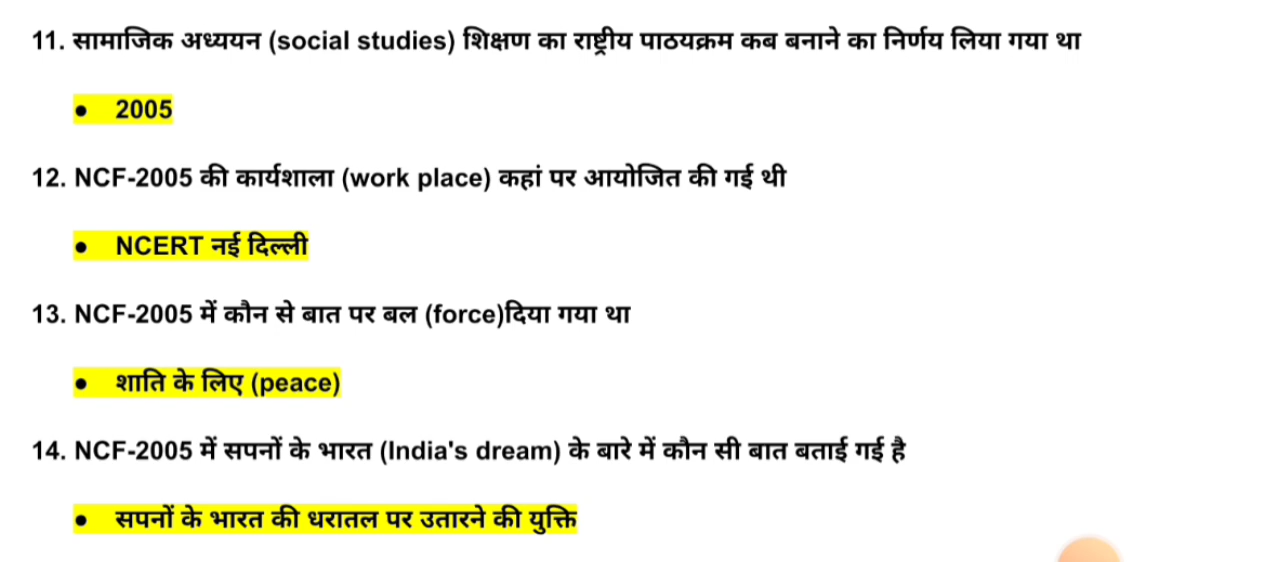 11. सामाजिक अध्ययन (social studies) शिक्षण का राष्ट्रीय पाठयक्रम कब बनाने का निर्णय लिया गया था
• 2005
12. NCF-2005 की कार्यशाला (work place) कहां पर आयोजित की गई थी
• NCERT नई दिल्ली
13. NCF-2005 में कौन से बात पर बल (force)दिया गया था
• शाति के लिए (peace)
14. NCF-2005 में सपनों के भारत (India's dream) के बारे में कौन सी बात बताई गई है
• सपनों के भारत की धरातल पर उतारने की युक्ति